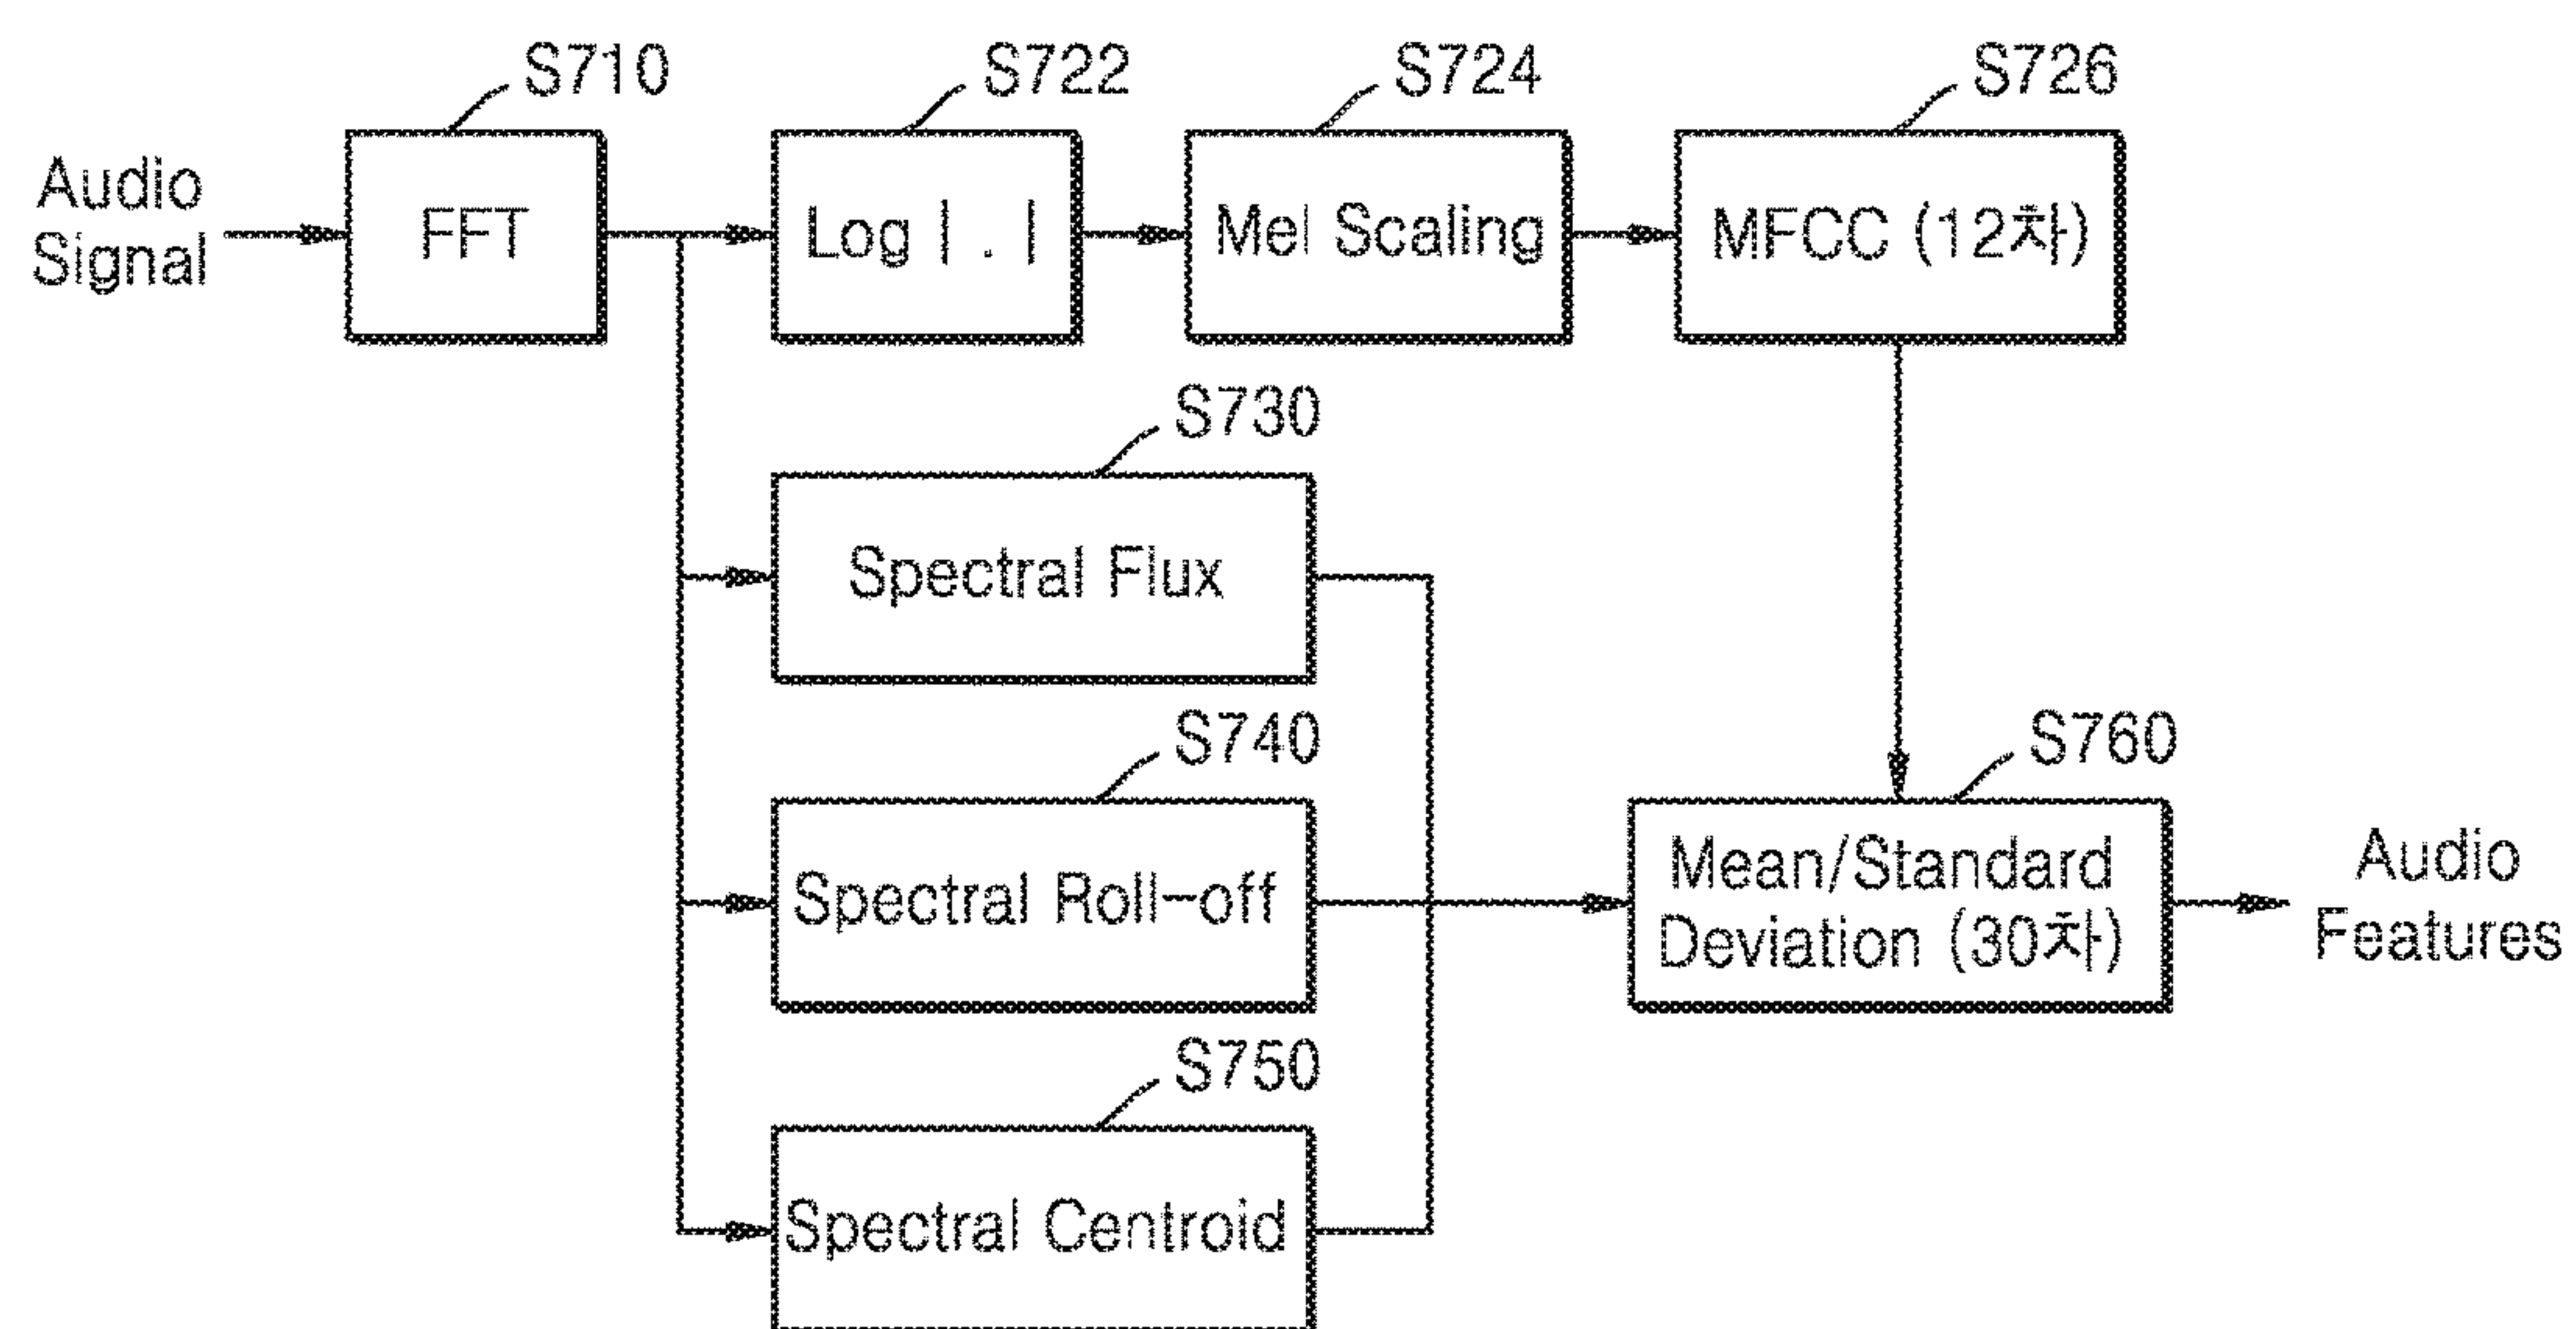 S710
S722
S724
S726
Audio
Signal
FFT
Log | . |
Mel Scaling
MFCC (12차)
S730
Spectral Flux
S740
Spectral Roll-off
S760
Mean/Standard
Deviation (30차)
Audio
Features
S750
Spectral Centroid